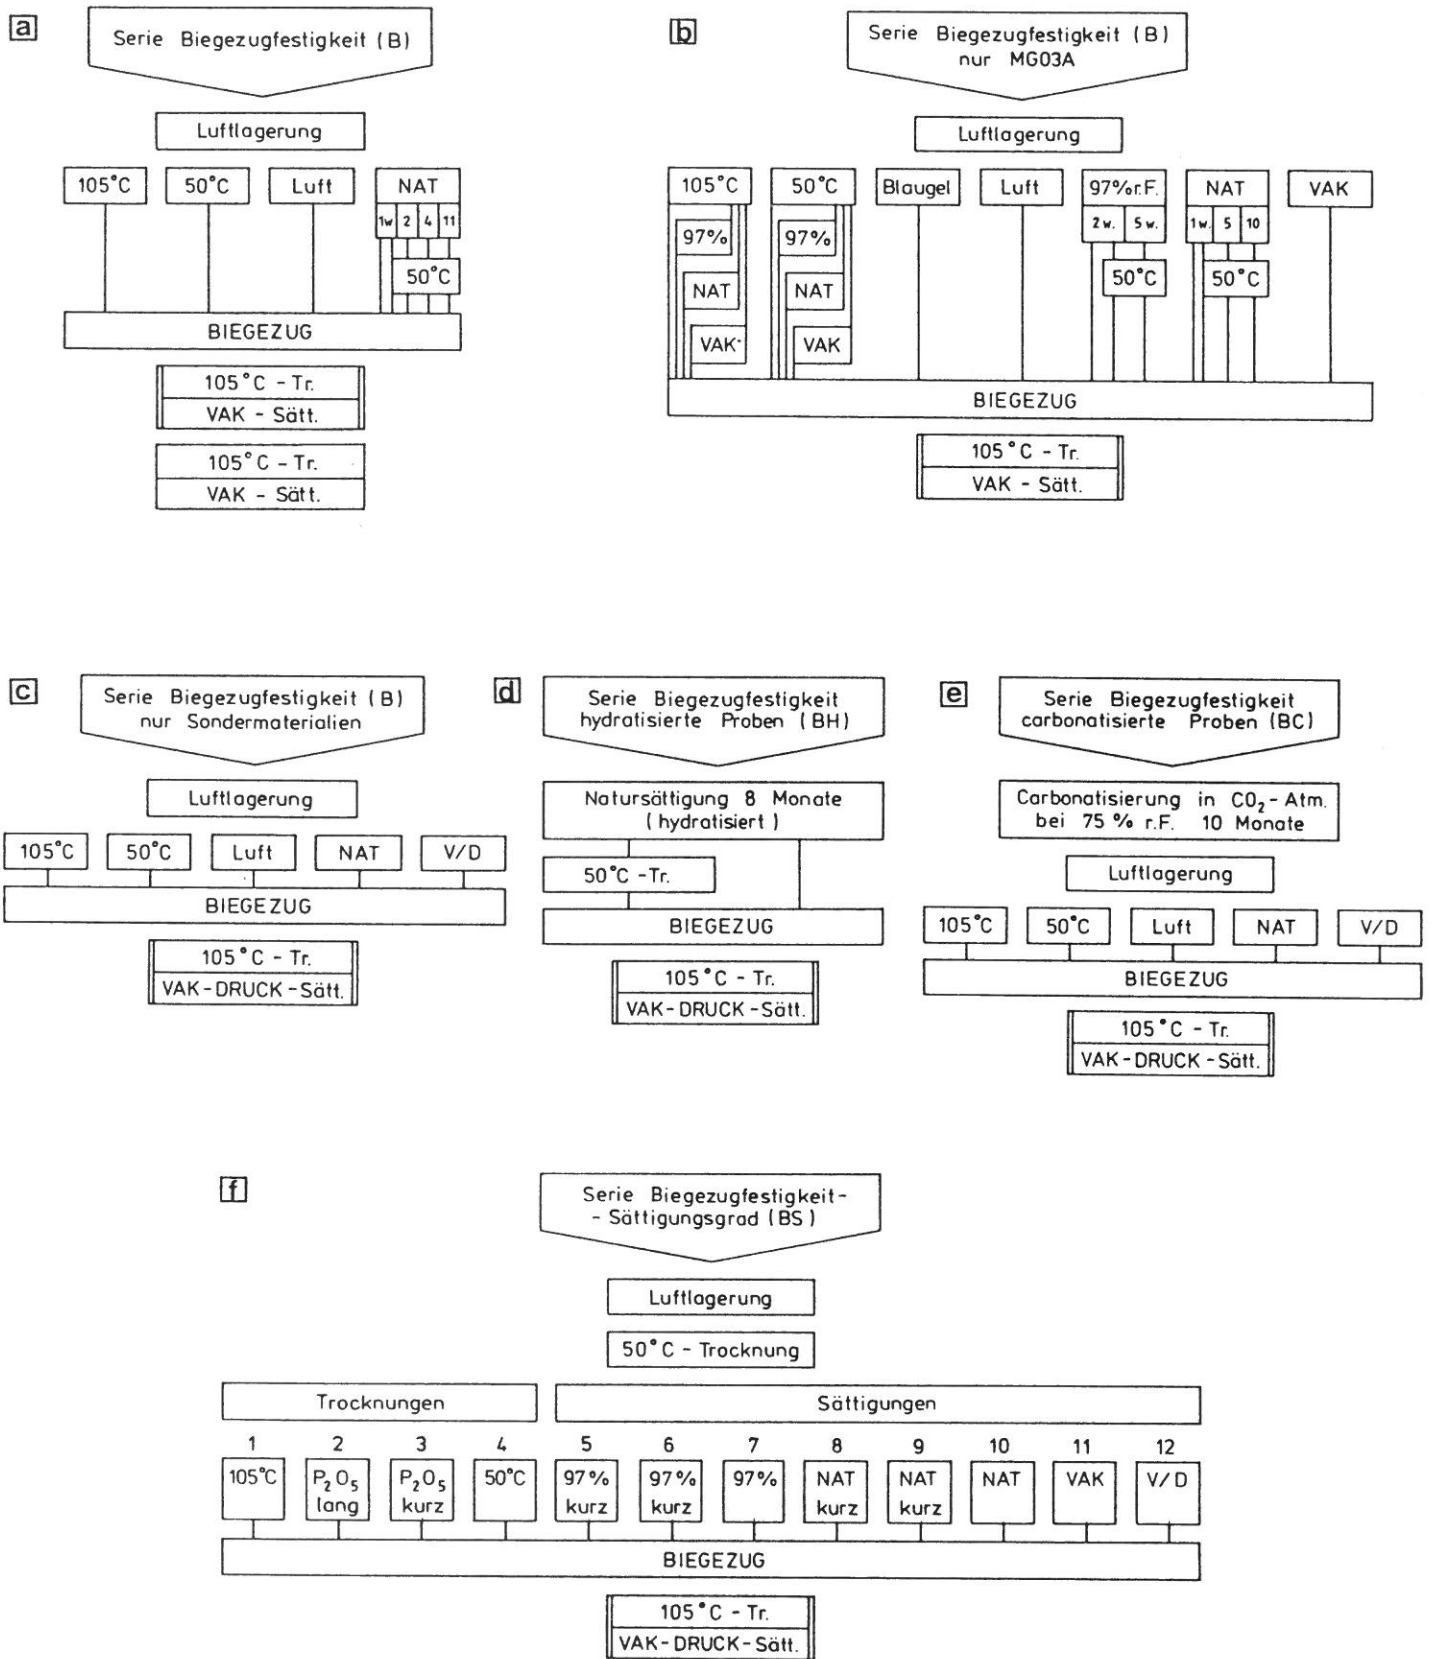 a
Serie Biegezugfestigkeit (B)
Luftlagerung
105°C 50°C Luft NAT
1w 2 4 11
50°C
BIEGEZUG
105°C - Tr.
VAK - Sätt.
105°C - Tr.
VAK - Sätt.
b
Serie Biegezugfestigkeit (B)
nur MG03A
Luftlagerung
105°C 50°C Blaugel Luft 97%r.F. NAT VAK
2w. 5w. 1w. 5 10
97% 97%
50°C 50°C
NAT NAT
VAK VAK
BIEGEZUG
105°C - Tr.
VAK - Sätt.
c
Serie Biegezugfestigkeit (B)
nur Sondermaterialien
Luftlagerung
105°C 50°C Luft NAT V/D
BIEGEZUG
105°C - Tr.
VAK-DRUCK-Sätt.
d
Serie Biegezugfestigkeit
hydratisierte Proben (BH)
Natursättigung 8 Monate
(hydratisiert)
50°C-Tr.
BIEGEZUG
105°C - Tr.
VAK-DRUCK-Sätt.
e
Serie Biegezugfestigkeit
carbonatisierte Proben (BC)
Carbonatisierung in CO₂-Atm.
bei 75% r.F. 10 Monate
Luftlagerung
105°C 50°C Luft NAT V/D
BIEGEZUG
105°C - Tr.
VAK-DRUCK-Sätt.
f
Serie Biegezugfestigkeit-
-Sättigungsgrad (BS)
Luftlagerung
50°C - Trocknung
Trocknungen Sättigungen
1 2 3 4 5 6 7 8 9 10 11 12
105°C P₂O₅ P₂O₅ 50°C 97% 97% 97% NAT NAT NAT VAK V/D
lang kurz kurz kurz kurz kurz
BIEGEZUG
105°C - Tr.
VAK-DRUCK-Sätt.